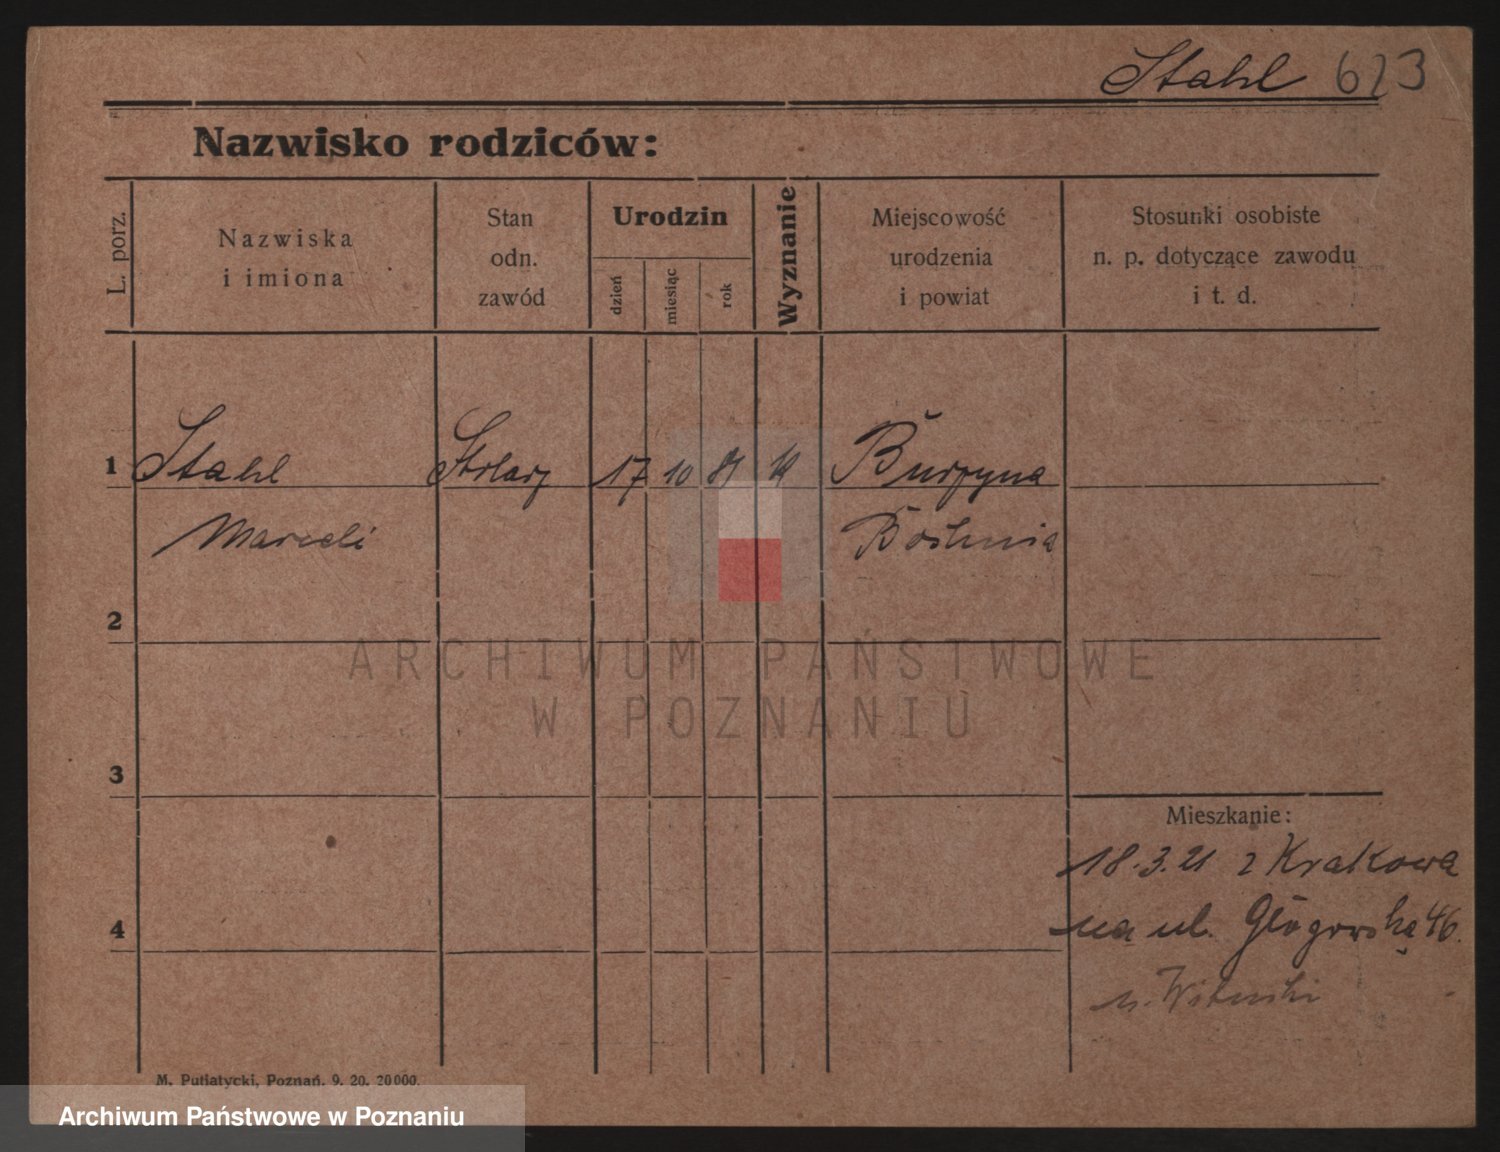 Stahl 623
Nazwisko rodziców:
L. porz.
Nazwiska
i imiona
Stan
odn.
zawód
Urodzin
dzień
miesiąc
rok
Wyznanie
Miejscowość
urodzenia
i powiat
Stosunki osobiste
n. p. dotyczące zawodu
i t. d.
1 Stahl Stolarz 17 10 81
Marceli
2
3
4
Mieszkanie:
18.3.21 z Krakowa
na ul. Głogowską 46.
ARCHIWUM PAŃSTWOWE
W POZNANIU
M. Putiatycki, Poznań. 9. 20. 20000.
Archiwum Państwowe w Poznaniu